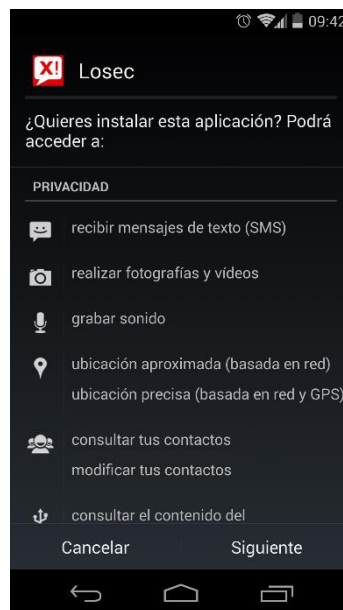 09:42
X!
Losec
¿Quieres instalar esta aplicación? Podrá
acceder a:
PRIVACIDAD
recibir mensajes de texto (SMS)
realizar fotografías y vídeos
grabar sonido
ubicación aproximada (basada en red)
ubicación precisa (basada en red y GPS)
consultar tus contactos
modificar tus contactos
consultar el contenido del
Cancelar Siguiente